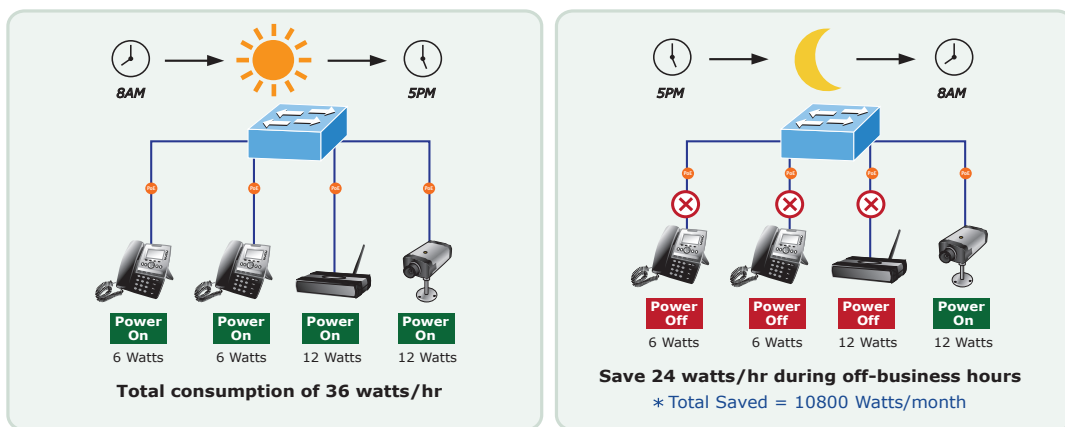 8AM
5PM
PoE
PoE
PoE
PoE
Power
On
6 Watts
Power
On
6 Watts
Power
On
12 Watts
Power
On
12 Watts
Total consumption of 36 watts/hr
5PM
8AM
PoE
PoE
PoE
PoE
Power
Off
6 Watts
Power
Off
6 Watts
Power
Off
12 Watts
Power
On
12 Watts
Save 24 watts/hr during off-business hours
* Total Saved = 10800 Watts/month